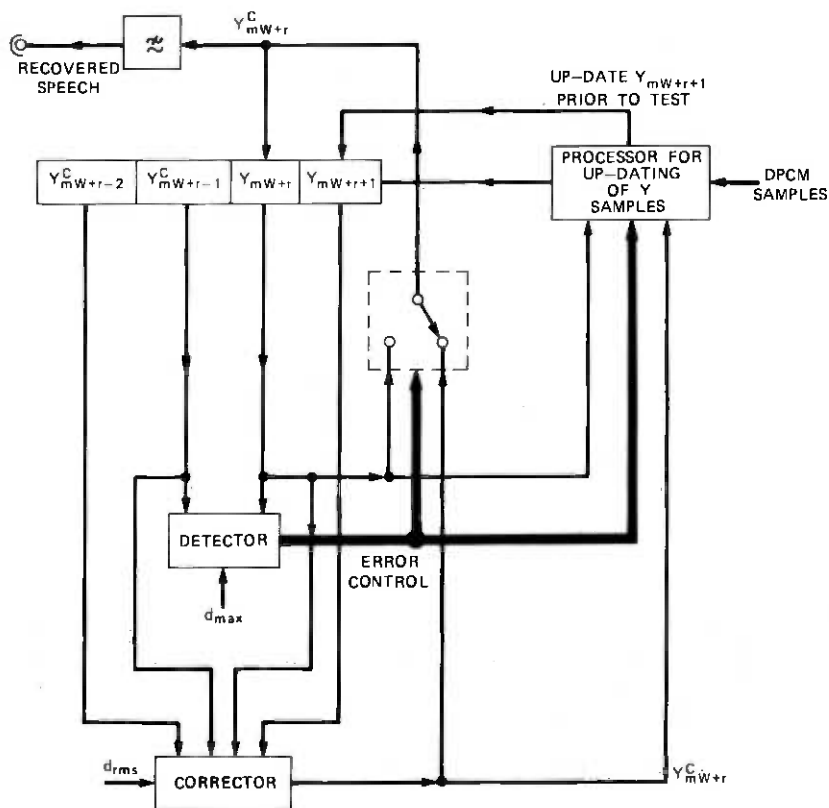 Y^C_{mW+r}
≈
RECOVERED
SPEECH
UP-DATE Y_{mW+r+1}
PRIOR TO TEST
Y^C_{mW+r-2}
Y^C_{mW+r-1}
Y_{mW+r}
Y_{mW+r+1}
PROCESSOR FOR
UP-DATING
OF Y
SAMPLES
DPCM
SAMPLES
DETECTOR
ERROR
CONTROL
d_{max}
d_{rms}
CORRECTOR
Y^C_{mW+r}